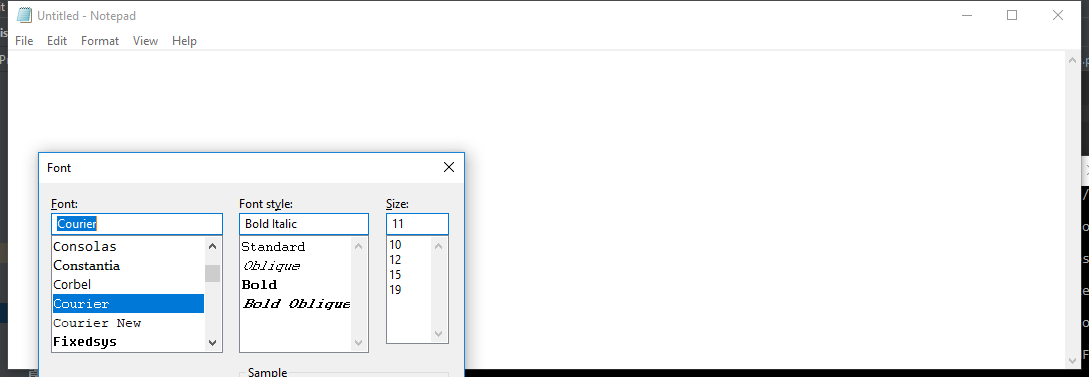 Untitled - Notepad
File Edit Format View Help
Font
Font: Font style: Size:
Courier Bold Italic 11
Consolas
Constantia
Corbel
Courier
Courier New
Fixedsys
Standard
Oblique
Bold
Bold Oblique
10
12
15
19
Sample